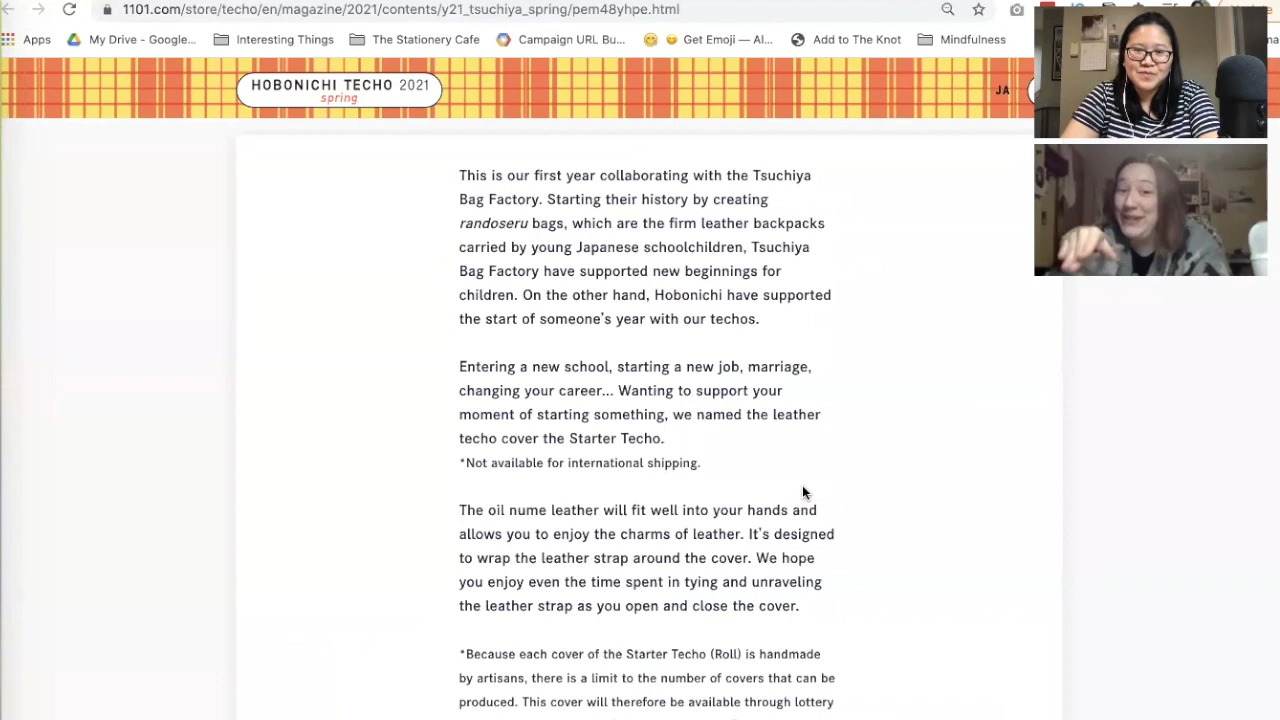 1101.com/store/techo/en/magazine/2021/contents/y21_tsuchiya_spring/pem48yhpe.html
Apps
My Drive - Google...
Interesting Things
The Stationery Cafe
Campaign URL Bu...
Get Emoji — Al...
Add to The Knot
Mindfulness
HOBONICHI TECHO 2021
spring
JA
This is our first year collaborating with the Tsuchiya
Bag Factory. Starting their history by creating
randoseru bags, which are the firm leather backpacks
carried by young Japanese schoolchildren, Tsuchiya
Bag Factory have supported new beginnings for
children. On the other hand, Hobonichi have supported
the start of someone's year with our techos.
Entering a new school, starting a new job, marriage,
changing your career... Wanting to support your
moment of starting something, we named the leather
techo cover the Starter Techo.
*Not available for international shipping.
The oil nume leather will fit well into your hands and
allows you to enjoy the charms of leather. It's designed
to wrap the leather strap around the cover. We hope
you enjoy even the time spent in tying and unraveling
the leather strap as you open and close the cover.
*Because each cover of the Starter Techo (Roll) is handmade
by artisans, there is a limit to the number of covers that can be
produced. This cover will therefore be available through lottery